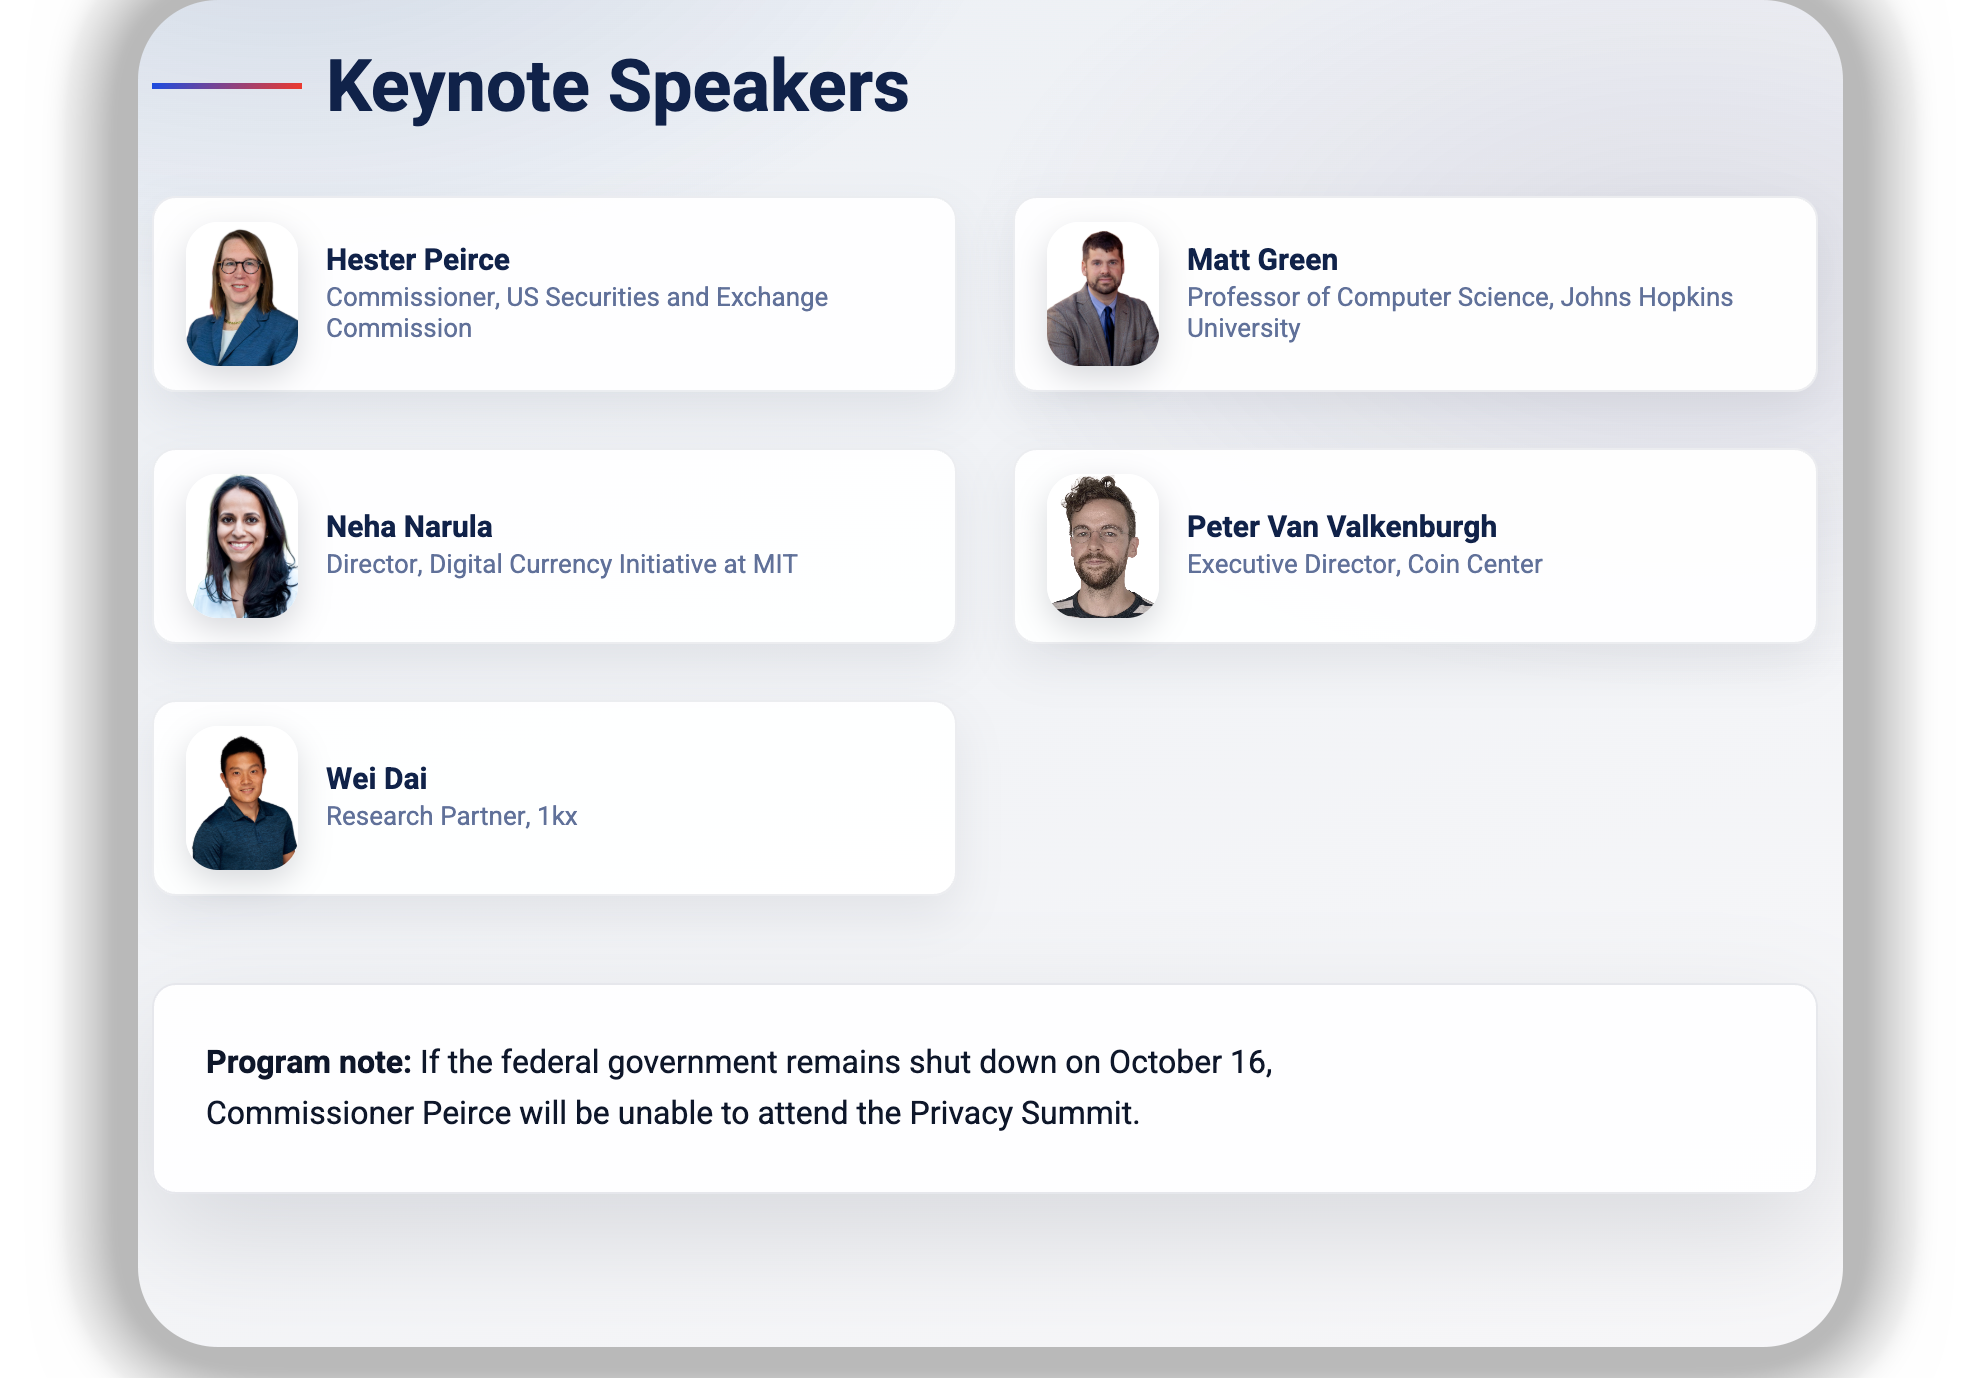 Keynote Speakers
Hester Peirce
Commissioner, US Securities and Exchange
Commission
Matt Green
Professor of Computer Science, Johns Hopkins
University
Neha Narula
Director, Digital Currency Initiative at MIT
Peter Van Valkenburgh
Executive Director, Coin Center
Wei Dai
Research Partner, 1kx
Program note: If the federal government remains shut down on October 16,
Commissioner Peirce will be unable to attend the Privacy Summit.